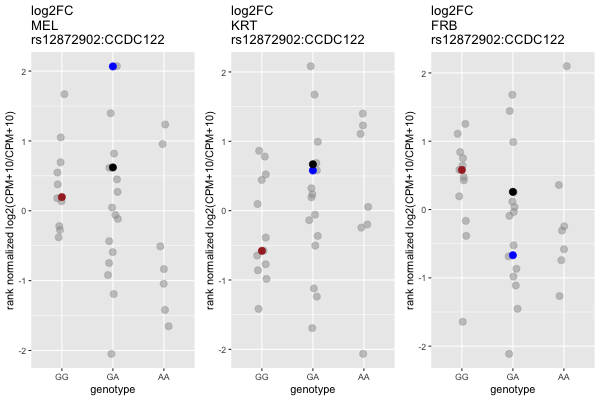 log2FC
MEL
rs12872902:CCDC122
rank normalized log2(CPM+10/CPM+10)
2
1
0
-1
-2
GG
GA
AA
genotype
log2FC
KRT
rs12872902:CCDC122
rank normalized log2(CPM+10/CPM+10)
2
1
0
-1
-2
GG
GA
AA
genotype
log2FC
FRB
rs12872902:CCDC122
rank normalized log2(CPM+10/CPM+10)
2
1
0
-1
-2
GG
GA
AA
genotype